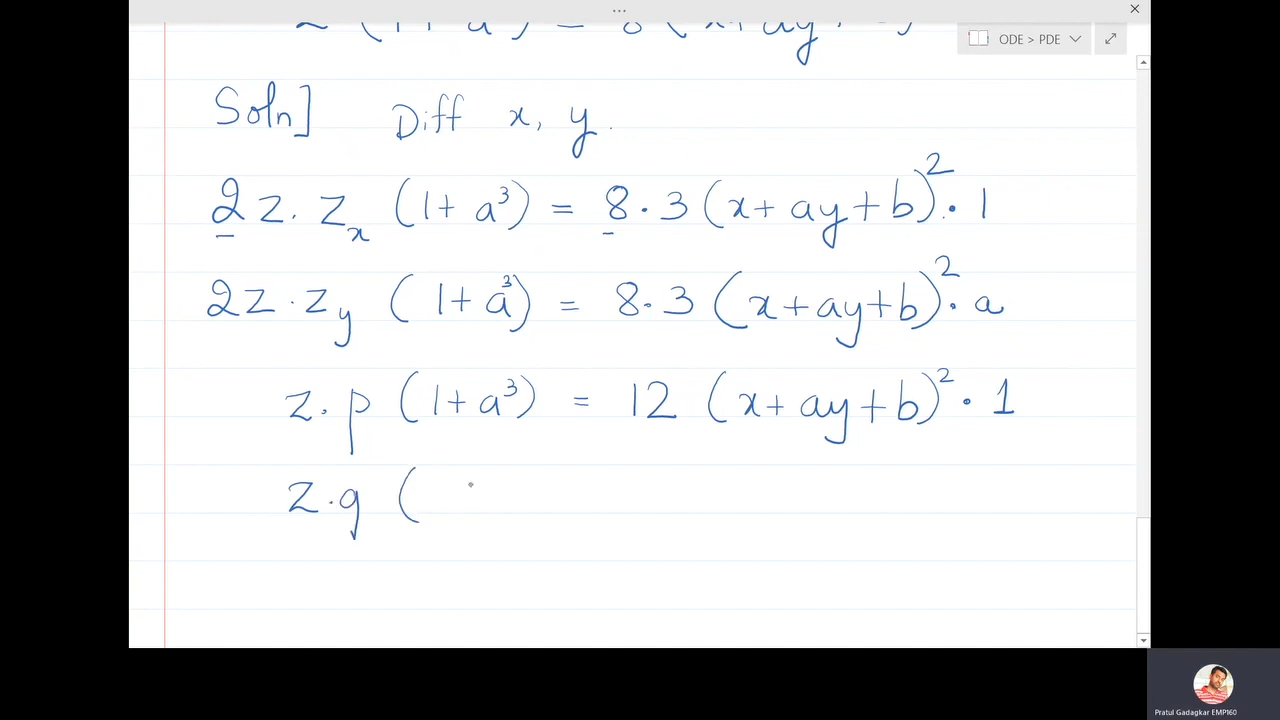 ODE > PDE
Soln] Diff x, y.
2z. z_x (1+a³) = 8·3(x+ay+b)²·1
2z·z_y (1+a³) = 8·3(x+ay+b)²·a
z.p (1+a³) = 12 (x+ay+b)²·1
z.q (
Pratul Gadagkar EMP160